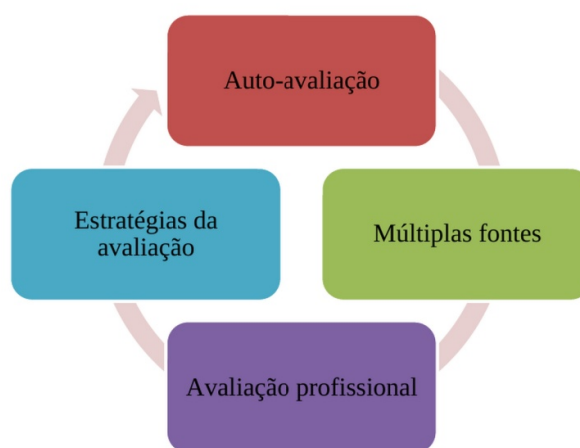 Auto-avaliação
Múltiplas fontes
Avaliação profissional
Estratégias da
avaliação